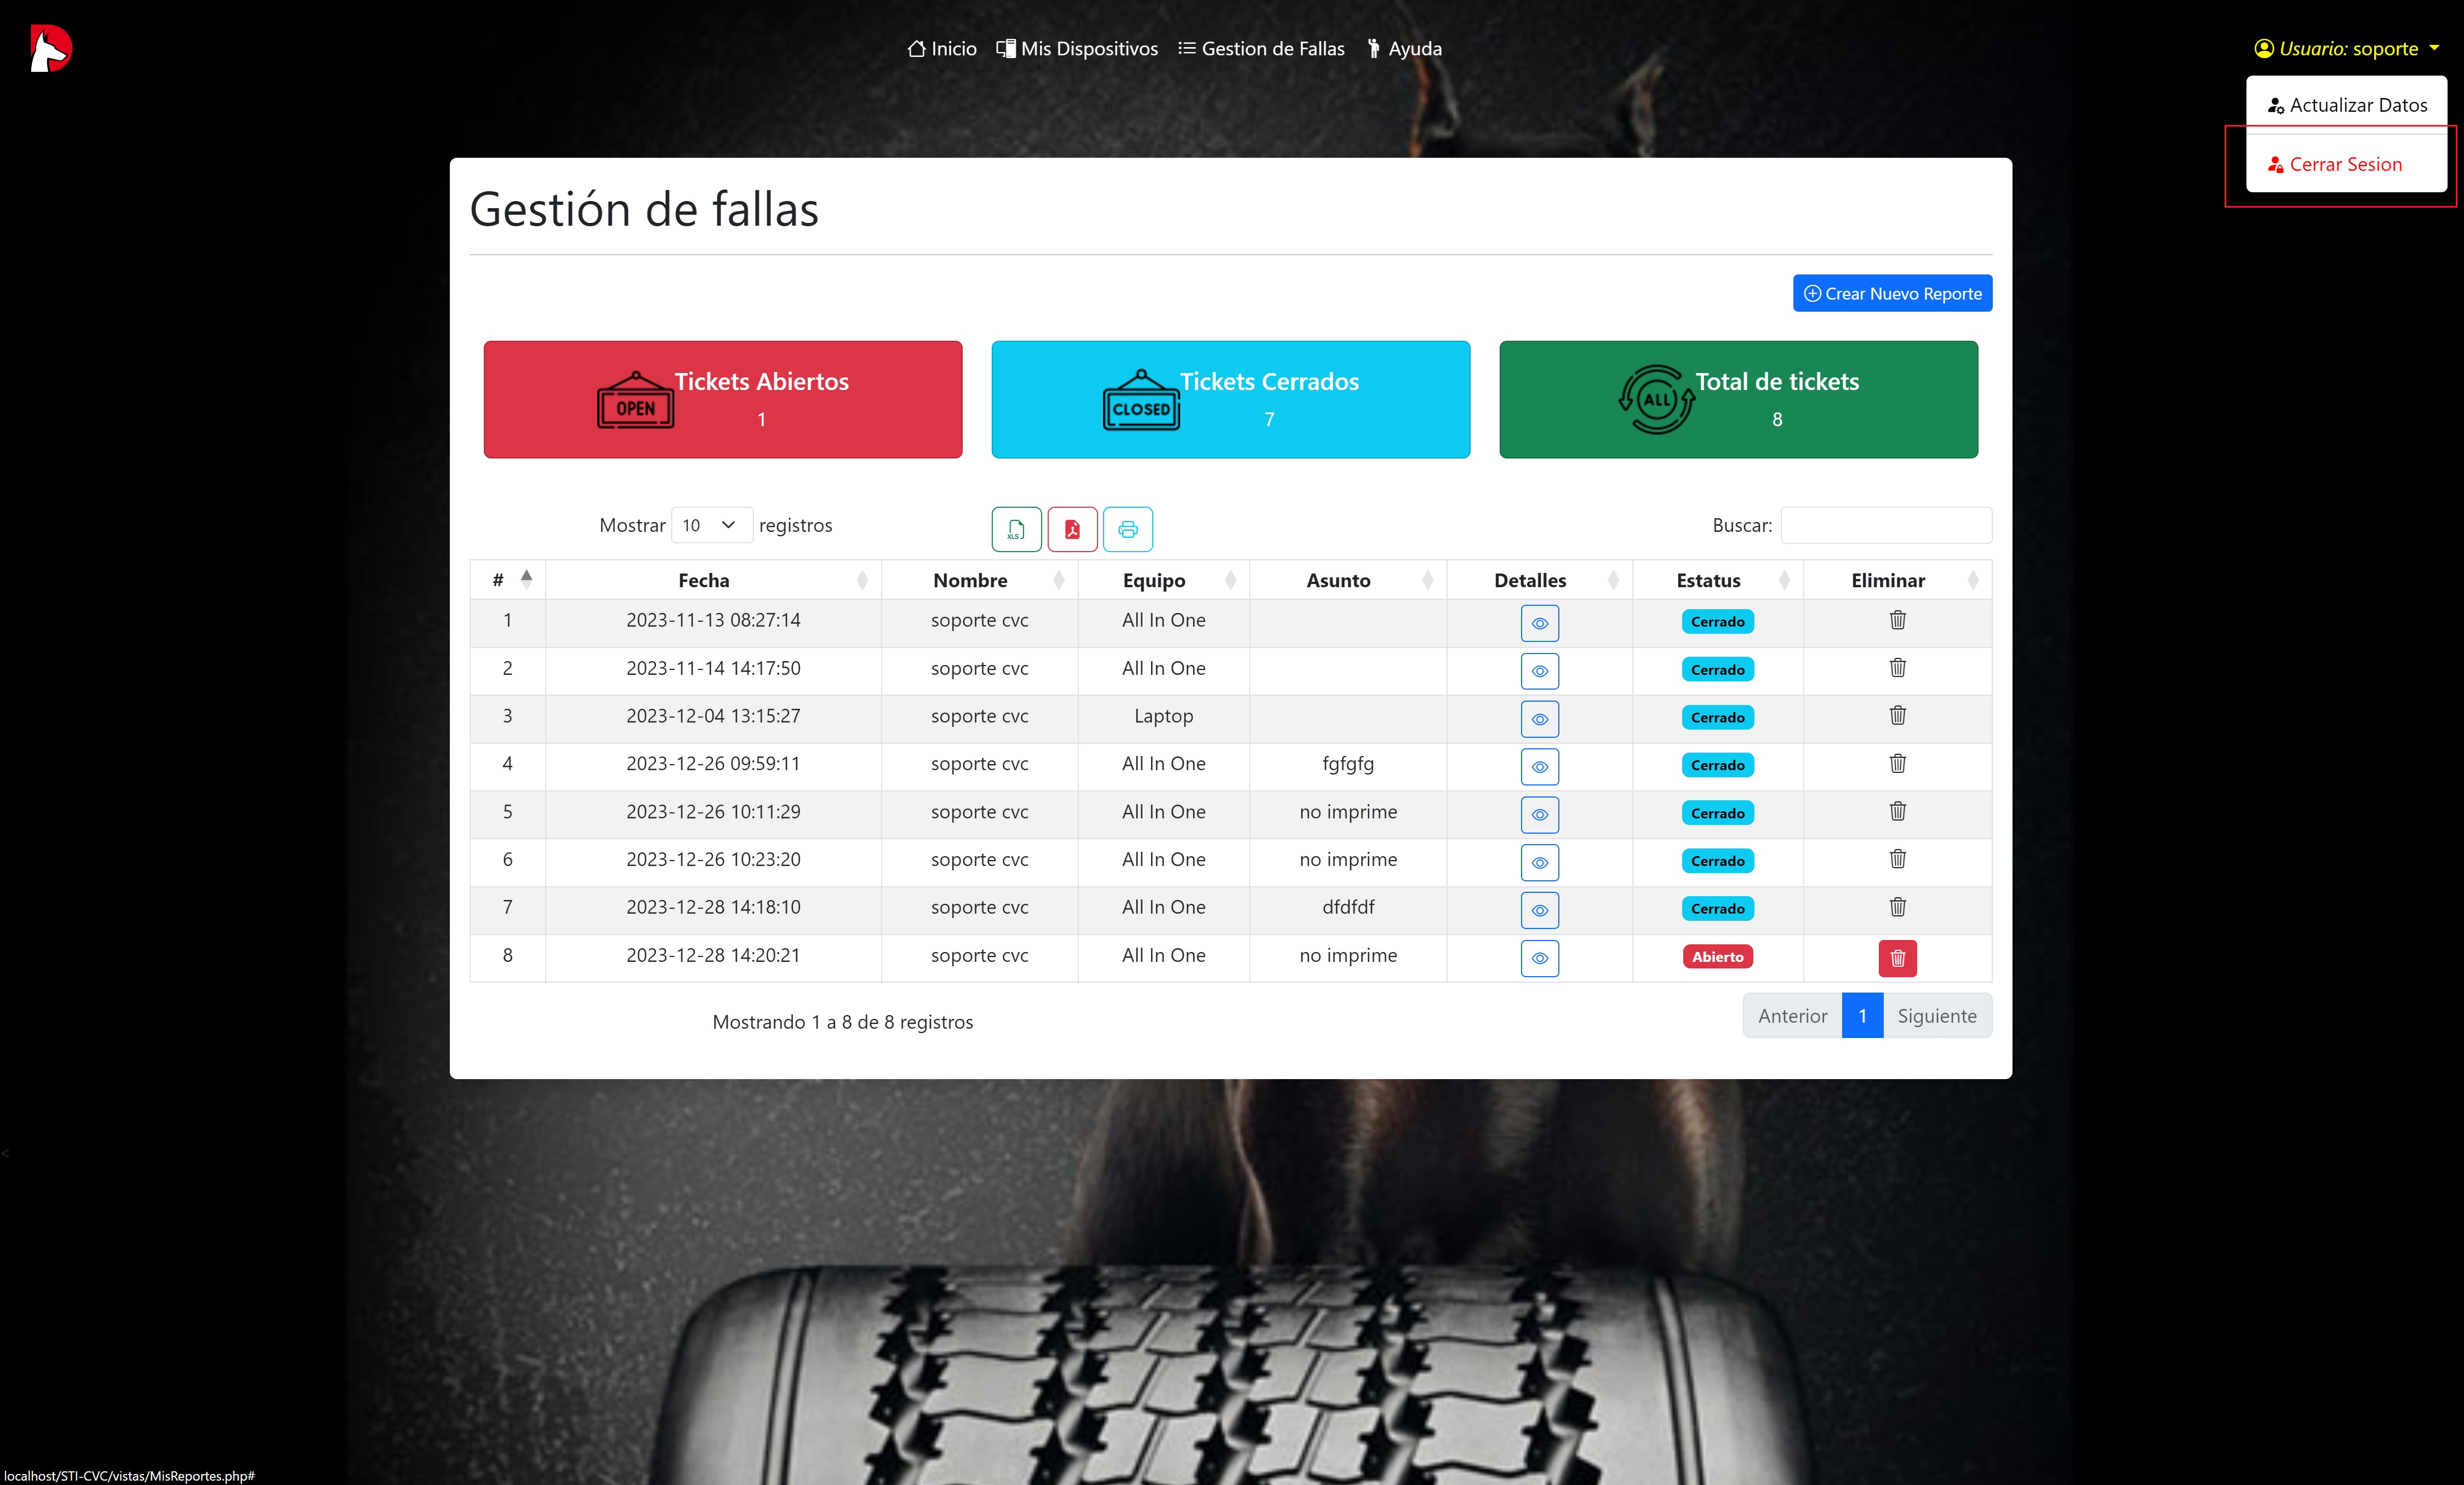 Inicio Mis Dispositivos Gestion de Fallas Ayuda
Usuario: soporte
Actualizar Datos
Cerrar Sesion
Gestión de fallas
Crear Nuevo Reporte
OPEN Tickets Abiertos
1
CLOSED Tickets Cerrados
7
ALL Total de tickets
8
Mostrar 10 registros
XLS
Buscar:
# Fecha Nombre Equipo Asunto Detalles Estatus Eliminar
1 2023-11-13 08:27:14 soporte cvc All In One Cerrado
2 2023-11-14 14:17:50 soporte cvc All In One Cerrado
3 2023-12-04 13:15:27 soporte cvc Laptop Cerrado
4 2023-12-26 09:59:11 soporte cvc All In One fgfgfg Cerrado
5 2023-12-26 10:11:29 soporte cvc All In One no imprime Cerrado
6 2023-12-26 10:23:20 soporte cvc All In One no imprime Cerrado
7 2023-12-28 14:18:10 soporte cvc All In One dfdfdf Cerrado
8 2023-12-28 14:20:21 soporte cvc All In One no imprime Abierto
Mostrando 1 a 8 de 8 registros
Anterior 1 Siguiente
<
localhost/STI-CVC/vistas/MisReportes.php#